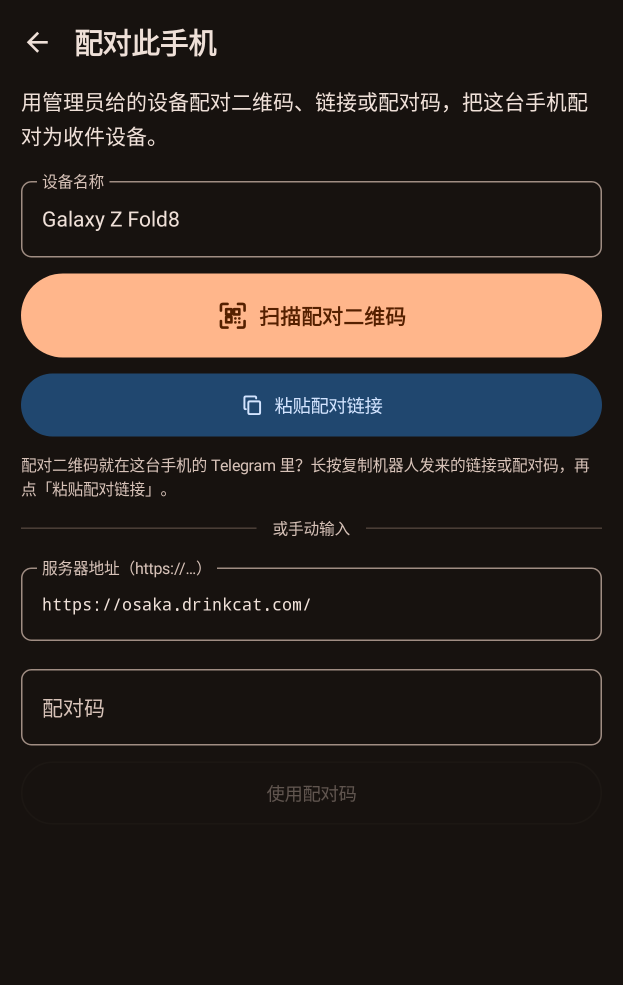 配对此手机
用管理员给的设备配对二维码、链接或配对码，把这台手机配
对为收件设备。
设备名称
Galaxy Z Fold8
扫描配对二维码
粘贴配对链接
配对二维码就在这台手机的 Telegram 里？长按复制机器人发来的链接或配对码，再
点「粘贴配对链接」。
或手动输入
服务器地址（https://…）
https://osaka.drinkcat.com/
配对码
使用配对码